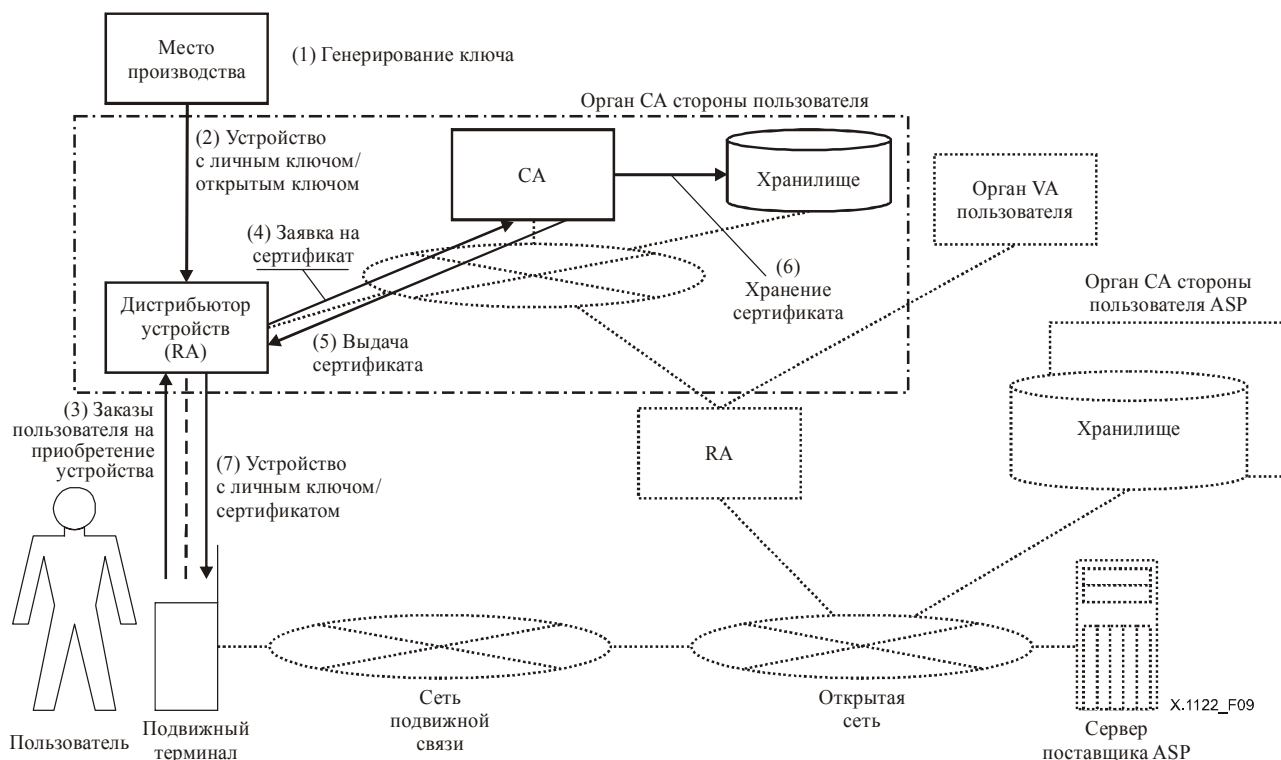 Место
производства
(1) Генерирование ключа
Орган CA стороны пользователя
(2) Устройство
с личным ключом/
открытым ключом
CA
Хранилище
Орган VA
пользователя
(4) Заявка на
сертификат
(6)
Хранение
сертификата
Орган CA стороны
пользователя ASP
Дистрибьютор
устройств
(RA)
(5) Выдача
сертификата
(3) Заказы
пользователя на
приобретение
устройства
(7) Устройство
с личным ключом/
сертификатом
RA
Хранилище
Сеть
подвижной
связи
Открытая
сеть
X.1122_F09
Пользователь
Подвижный
терминал
Сервер
поставщика ASP